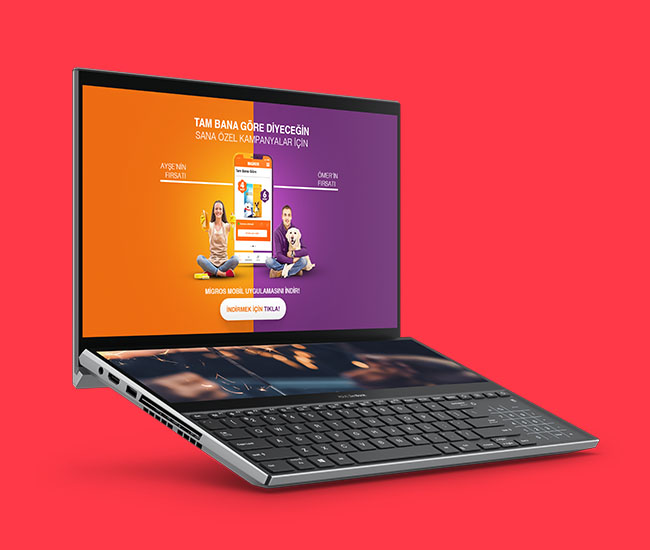 TAM BANA GÖRE DİYECEĞİN
SANA ÖZEL KAMPANYALAR İÇİN
AYŞE'NİN
FIRSATI
ÖMER'İN
FIRSATI
MIGROS
Tam Bana Göre
MİGROS MOBİL UYGULAMASINI İNDİR!
İNDİRMEK İÇİN TIKLA!